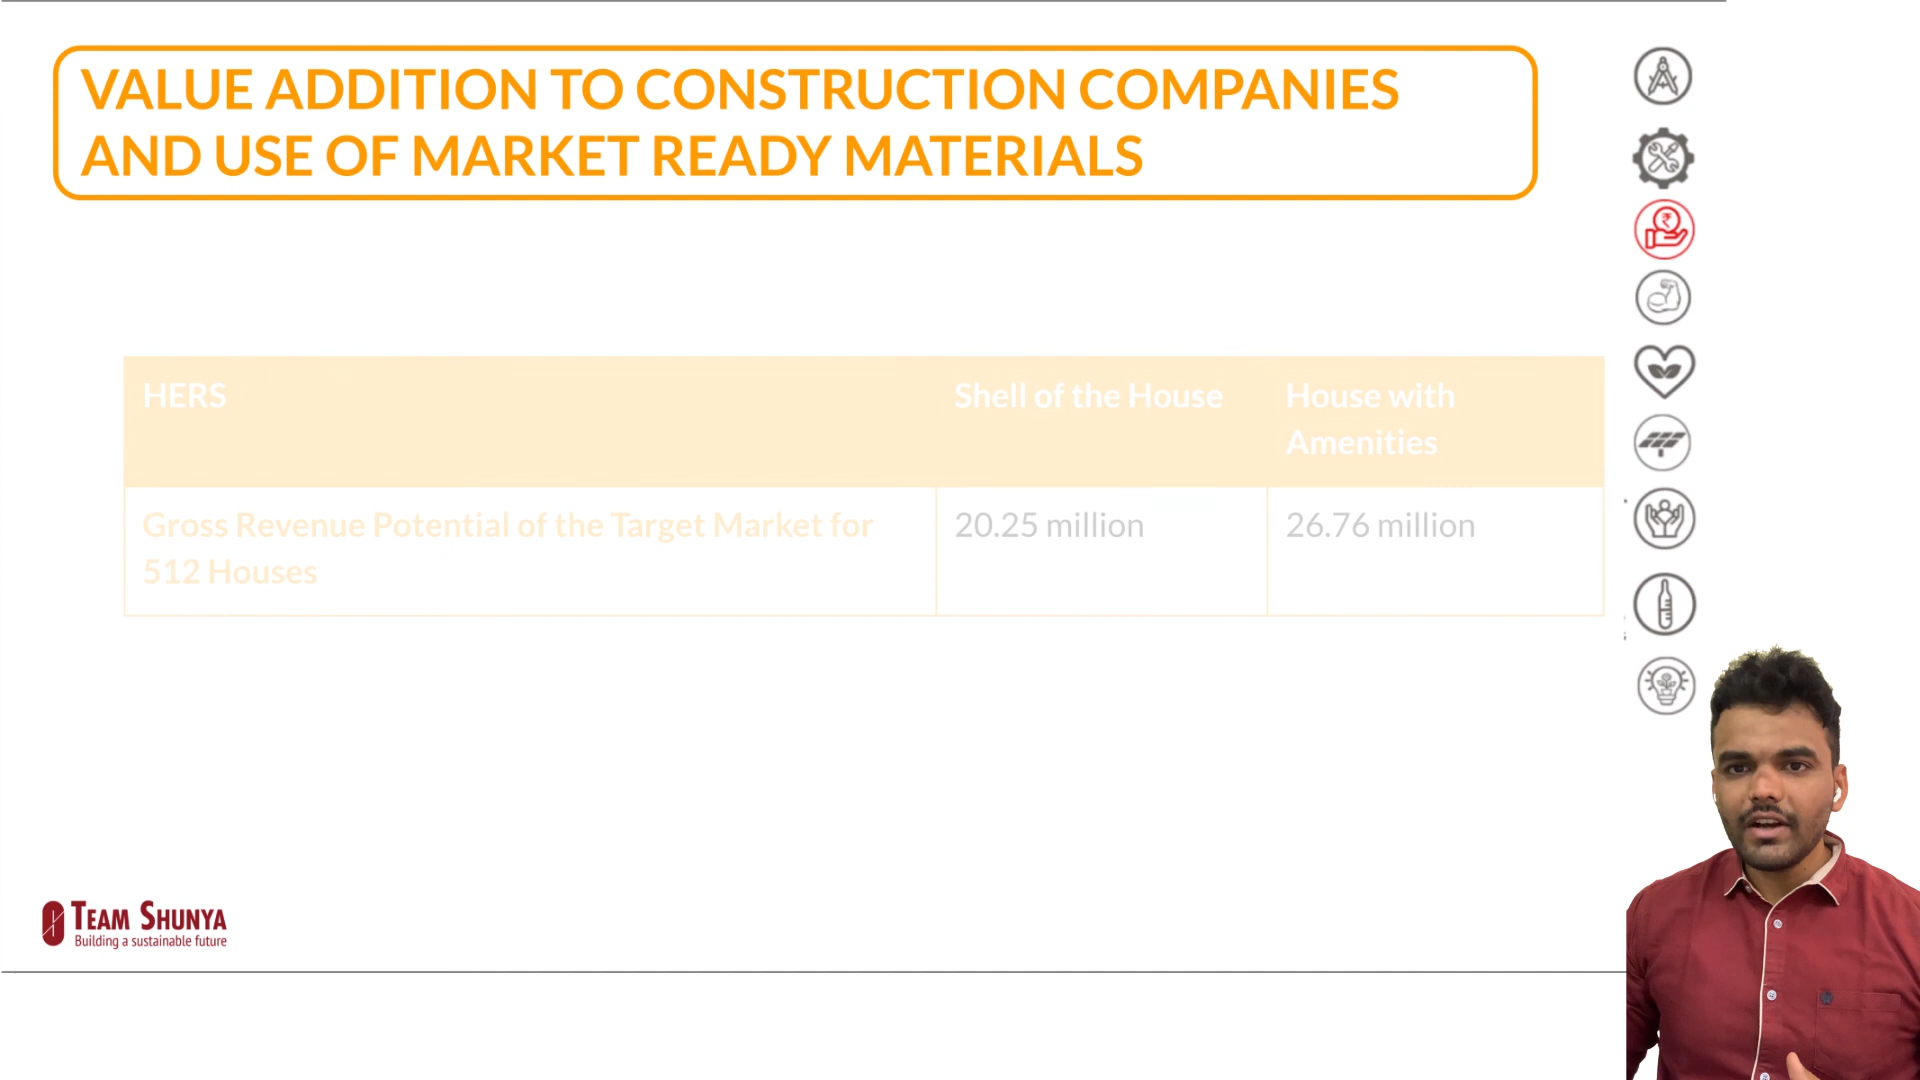 VALUE ADDITION TO CONSTRUCTION COMPANIES
AND USE OF MARKET READY MATERIALS
HERS
Shell of the House
House with
Amenities
Gross Revenue Potential of the Target Market for
512 Houses
20.25 million
26.76 million
TEAM SHUNYA
Building a sustainable future